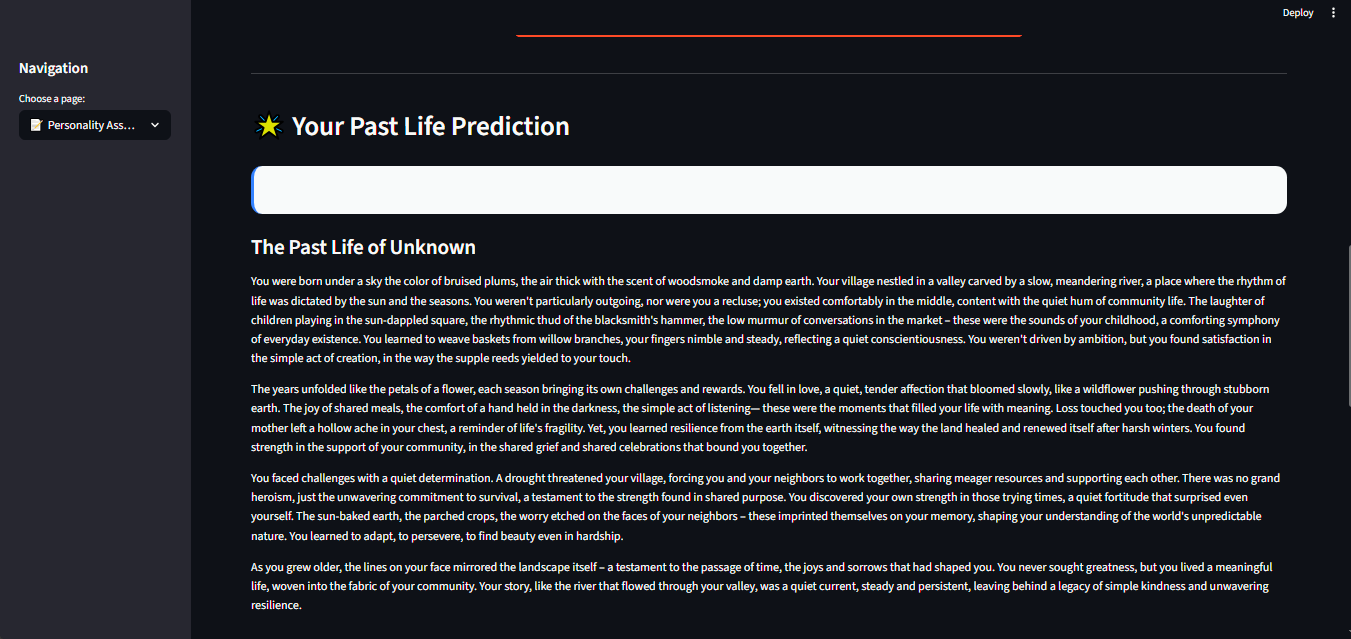 Deploy
Navigation
Choose a page:
Personality Ass...
Your Past Life Prediction
The Past Life of Unknown
You were born under a sky the color of bruised plums, the air thick with the scent of woodsmoke and damp earth. Your village nestled in a valley carved by a slow, meandering river, a place where the rhythm of
life was dictated by the sun and the seasons. You weren't particularly outgoing, nor were you a recluse; you existed comfortably in the middle, content with the quiet hum of community life. The laughter of
children playing in the sun-dappled square, the rhythmic thud of the blacksmith's hammer, the low murmur of conversations in the market – these were the sounds of your childhood, a comforting symphony
of everyday existence. You learned to weave baskets from willow branches, your fingers nimble and steady, reflecting a quiet conscientiousness. You weren't driven by ambition, but you found satisfaction in
the simple act of creation, in the way the supple reeds yielded to your touch.
The years unfolded like the petals of a flower, each season bringing its own challenges and rewards. You fell in love, a quiet, tender affection that bloomed slowly, like a wildflower pushing through stubborn
earth. The joy of shared meals, the comfort of a hand held in the darkness, the simple act of listening— these were the moments that filled your life with meaning. Loss touched you too; the death of your
mother left a hollow ache in your chest, a reminder of life's fragility. Yet, you learned resilience from the earth itself, witnessing the way the land healed and renewed itself after harsh winters. You found
strength in the support of your community, in the shared grief and shared celebrations that bound you together.
You faced challenges with a quiet determination. A drought threatened your village, forcing you and your neighbors to work together, sharing meager resources and supporting each other. There was no grand
heroism, just the unwavering commitment to survival, a testament to the strength found in shared purpose. You discovered your own strength in those trying times, a quiet fortitude that surprised even
yourself. The sun-baked earth, the parched crops, the worry etched on the faces of your neighbors – these imprinted themselves on your memory, shaping your understanding of the world's unpredictable
nature. You learned to adapt, to persevere, to find beauty even in hardship.
As you grew older, the lines on your face mirrored the landscape itself – a testament to the passage of time, the joys and sorrows that had shaped you. You never sought greatness, but you lived a meaningful
life, woven into the fabric of your community. Your story, like the river that flowed through your valley, was a quiet current, steady and persistent, leaving behind a legacy of simple kindness and unwavering
resilience.